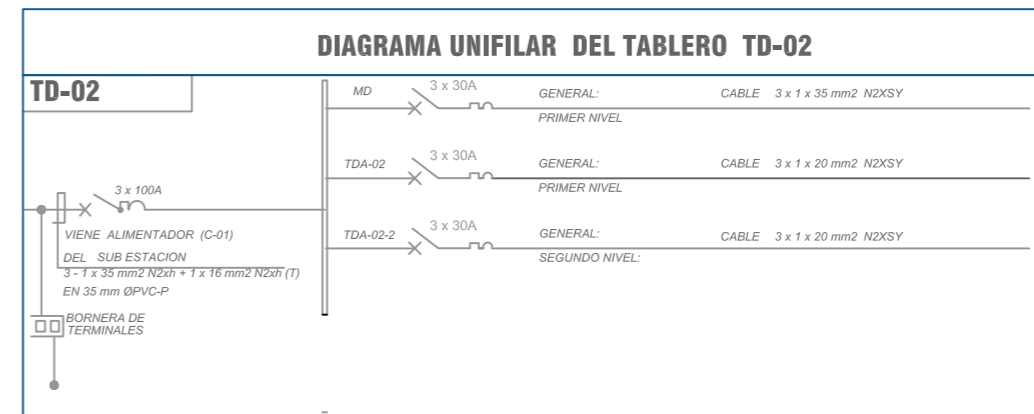 DIAGRAMA UNIFILAR DEL TABLERO TD-02
TD-02
MD 3 x 30A GENERAL: CABLE 3 x 1 x 35 mm2 N2XSY
PRIMER NIVEL
TDA-02 3 x 30A GENERAL: CABLE 3 x 1 x 20 mm2 N2XSY
PRIMER NIVEL
3 x 100A
TDA-02-2 3 x 30A GENERAL: CABLE 3 x 1 x 20 mm2 N2XSY
SEGUNDO NIVEL:
VIENE ALIMENTADOR (C-01)
DEL SUB ESTACION
3 - 1 x 35 mm2 N2xh + 1 x 16 mm2 N2xh (T)
EN 35 mm ØPVC-P
BORNERA DE
TERMINALES